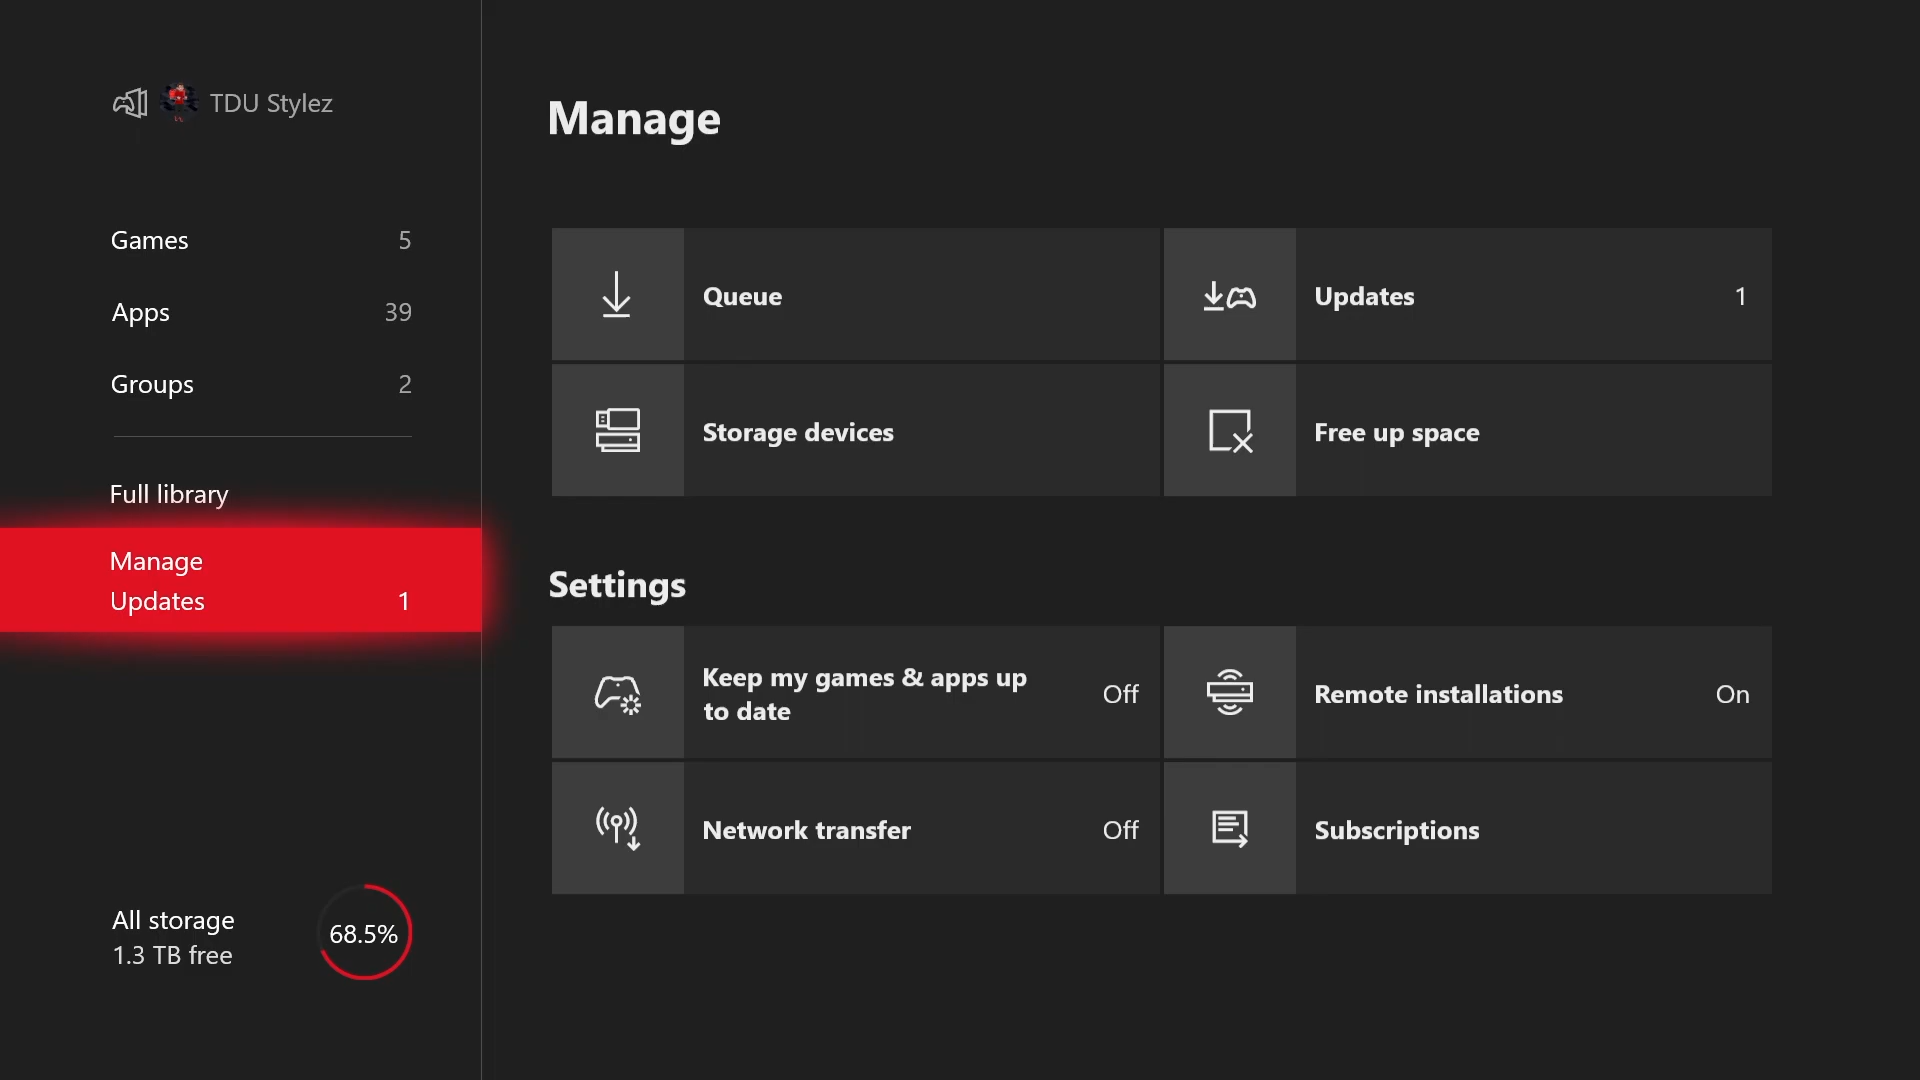 TDU Stylez
Games 5
Apps 39
Groups 2
Full library
Manage
Updates 1
All storage
1.3 TB free
68.5%
Manage
Queue
Updates 1
Storage devices
Free up space
Settings
Keep my games & apps up
to date
Off
Remote installations On
Network transfer Off
Subscriptions